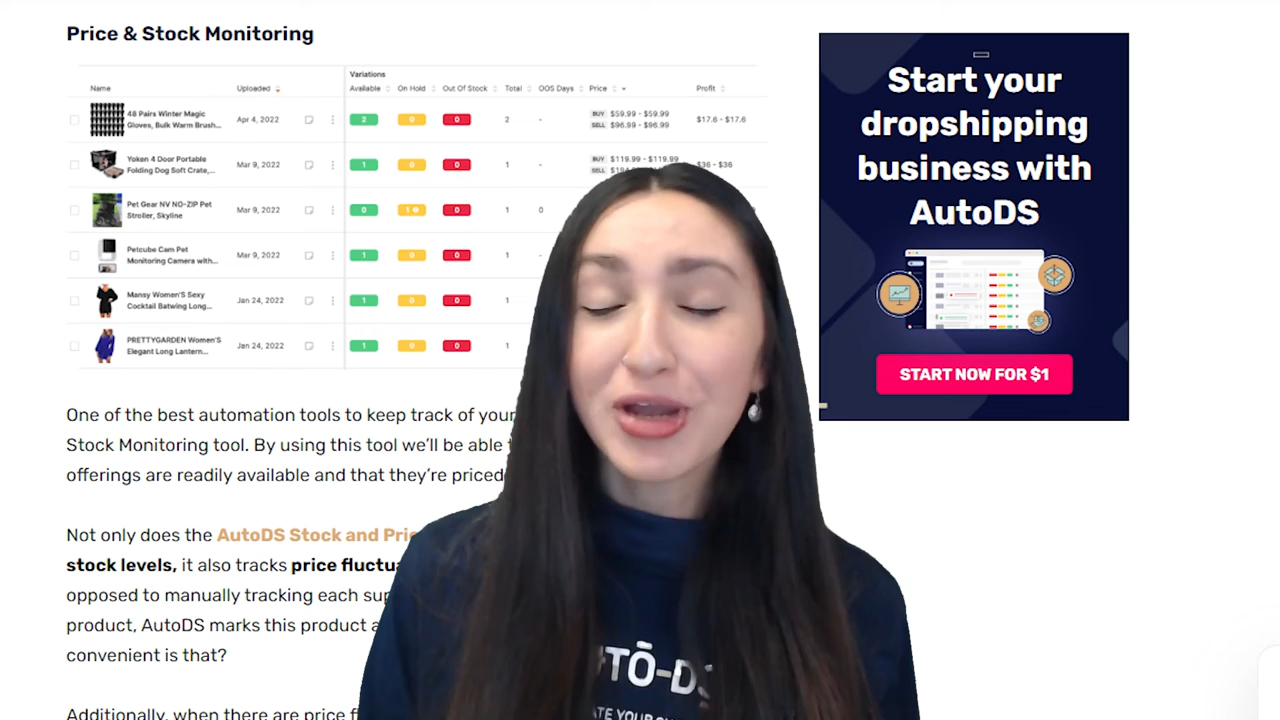 Price & Stock Monitoring
Variations
Name Uploaded Available On Hold Out Of Stock Total OOS Days Price Profit
48 Pairs Winter Magic
Gloves, Bulk Warm Brush...
Apr 4, 2022 2 0 0 2 -
BUY $59.99 - $59.99
SELL $96.99 - $96.99
$17.6 - $17.6
Yoken 4 Door Portable
Folding Dog Soft Crate,...
Mar 9, 2022 1 0 0 1 -
BUY $119.99 - $119.99
SELL
$36 - $36
Pet Gear NV NO-ZIP Pet
Stroller, Skyline
Mar 9, 2022 0 1 0 1 0
Petcube Cam Pet
Monitoring Camera with...
Mar 9, 2022 1 0 0 1 -
Mansy Women'S Sexy
Cocktail Batwing Long...
Jan 24, 2022 1 0 0 1
PRETTYGARDEN Women'S
Elegant Long Lantern...
Jan 24, 2022 1 0 0 1
One of the best automation tools to keep track of your
Stock Monitoring tool. By using this tool we'll be able
offerings are readily available and that they're priced
Not only does the AutoDS Stock and
stock levels, it also tracks price
opposed to manually tracking each
product, AutoDS marks this product
convenient is that?
Additionally, when there are price
Start your
dropshipping
business with
AutoDS
START NOW FOR $1